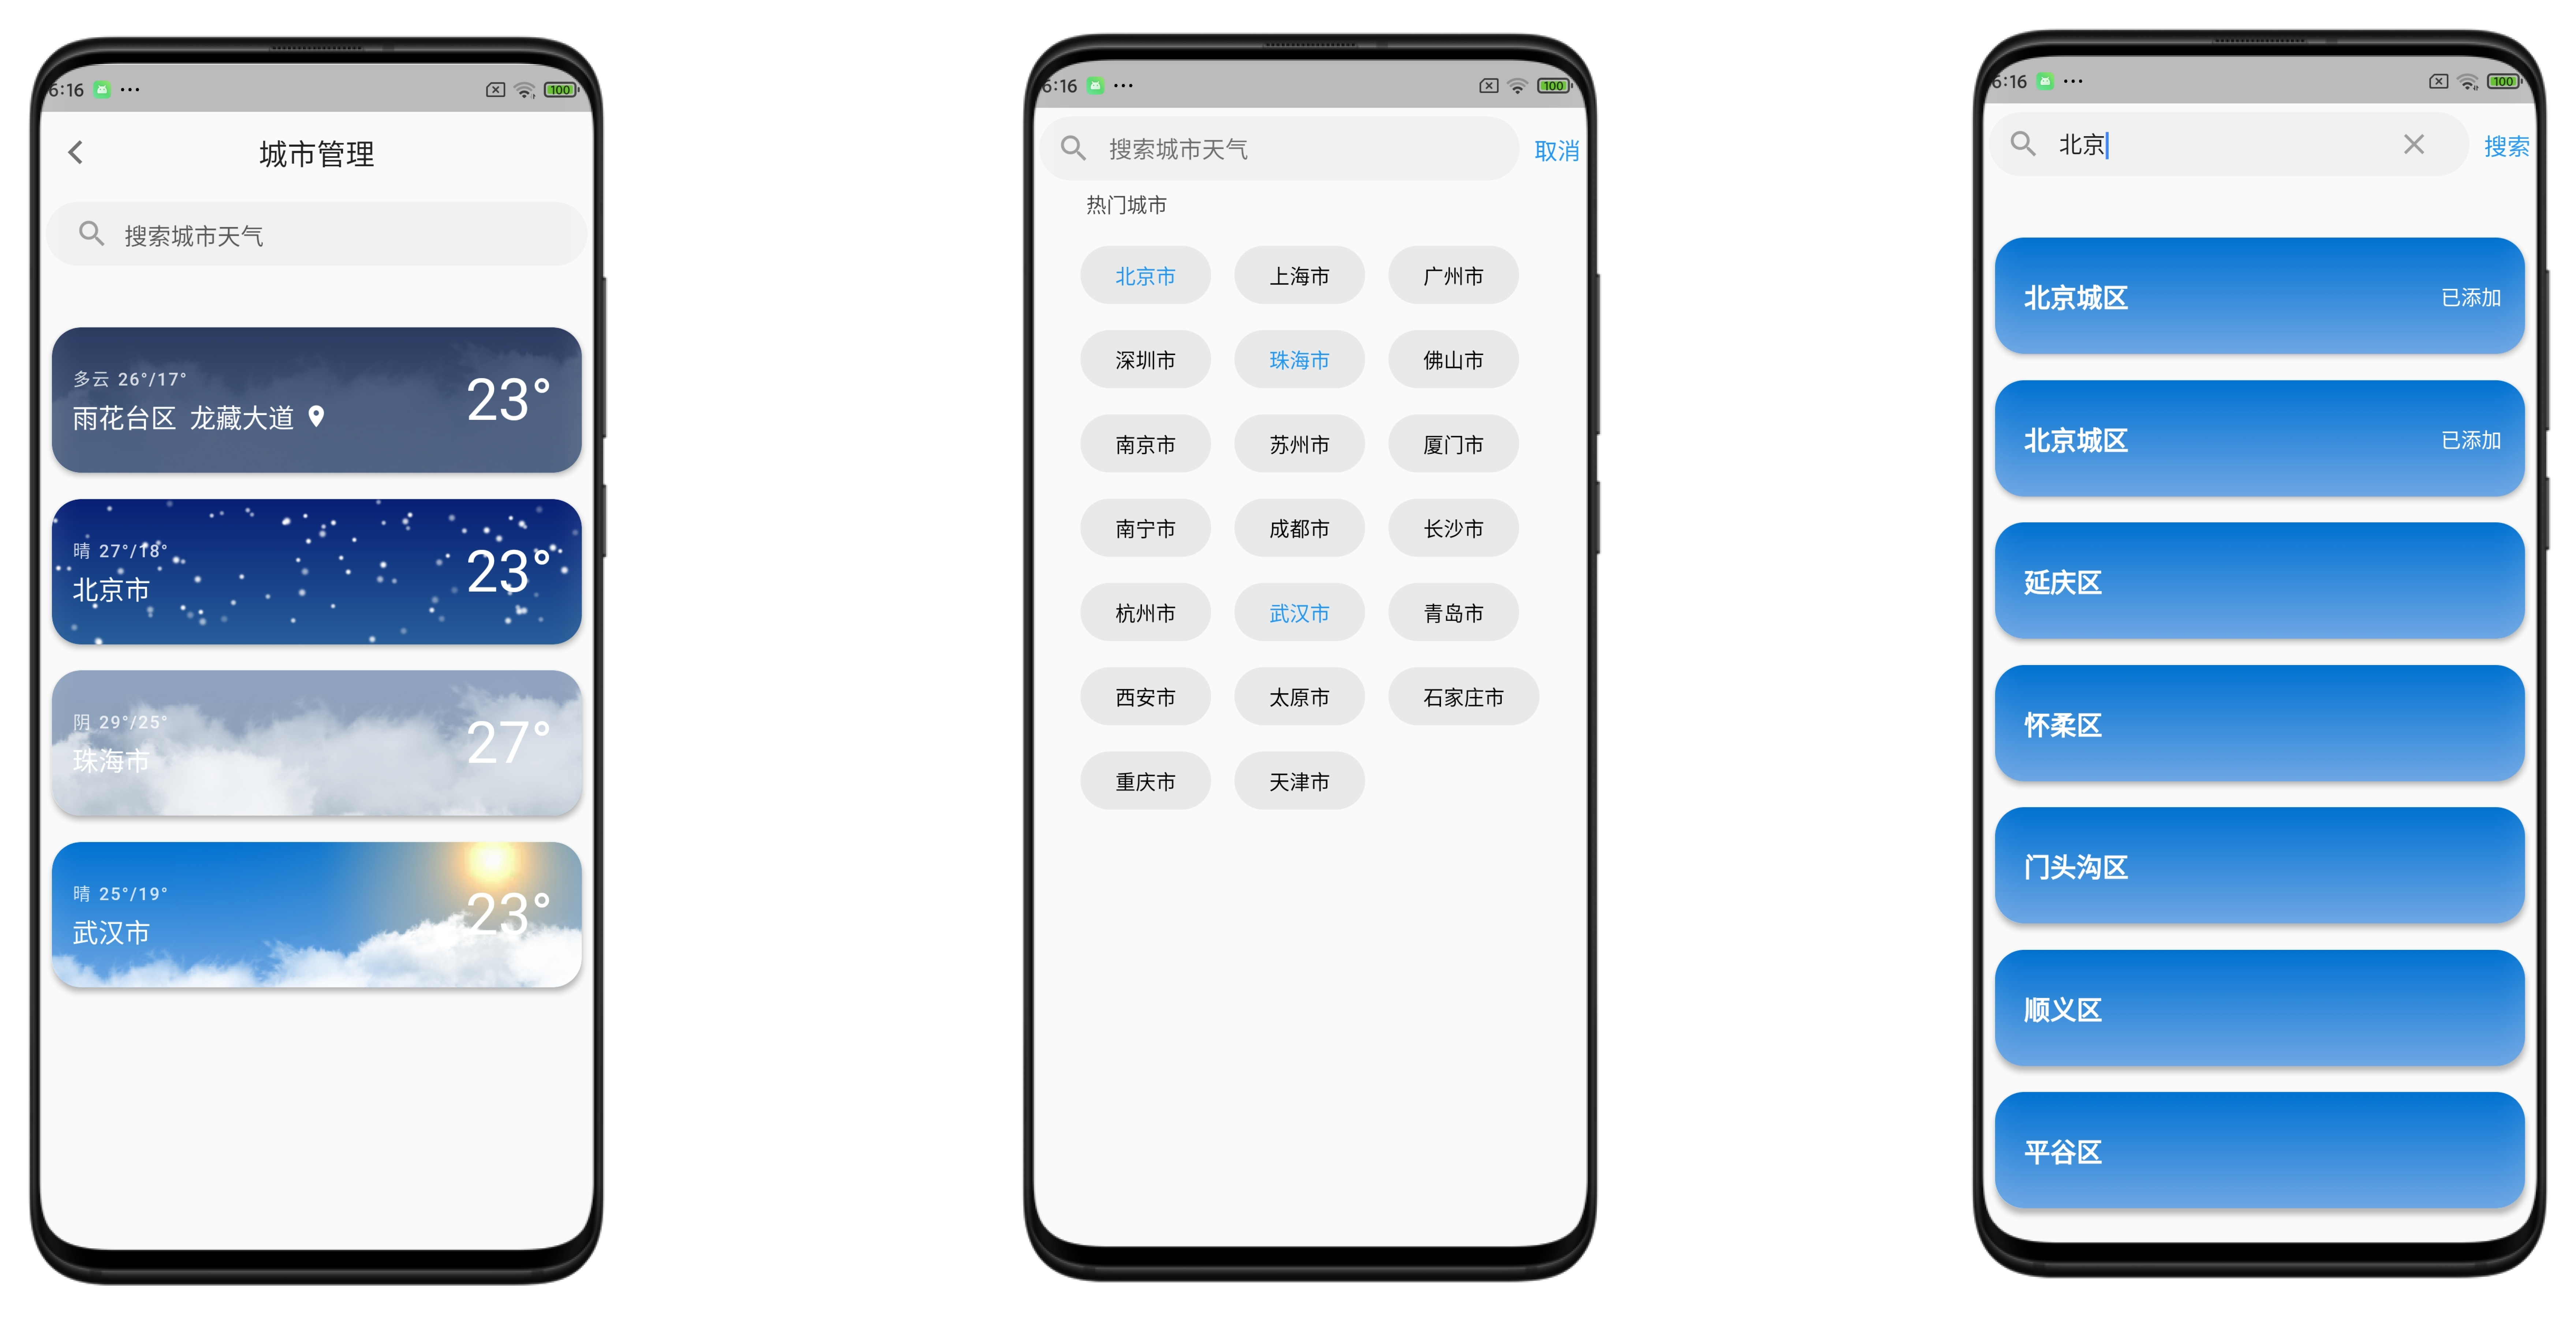 6:16 ···
100
城市管理
搜索城市天气
多云 26°/17°
雨花台区 龙藏大道
23°
晴 27°/18°
北京市
23°
阴 29°/25°
珠海市
27°
晴 25°/19°
武汉市
23°
6:16 ···
100
搜索城市天气
取消
热门城市
北京市 上海市 广州市
深圳市 珠海市 佛山市
南京市 苏州市 厦门市
南宁市 成都市 长沙市
杭州市 武汉市 青岛市
西安市 太原市 石家庄市
重庆市 天津市
6:16 ···
100
北京
搜索
北京城区 已添加
北京城区 已添加
延庆区
怀柔区
门头沟区
顺义区
平谷区